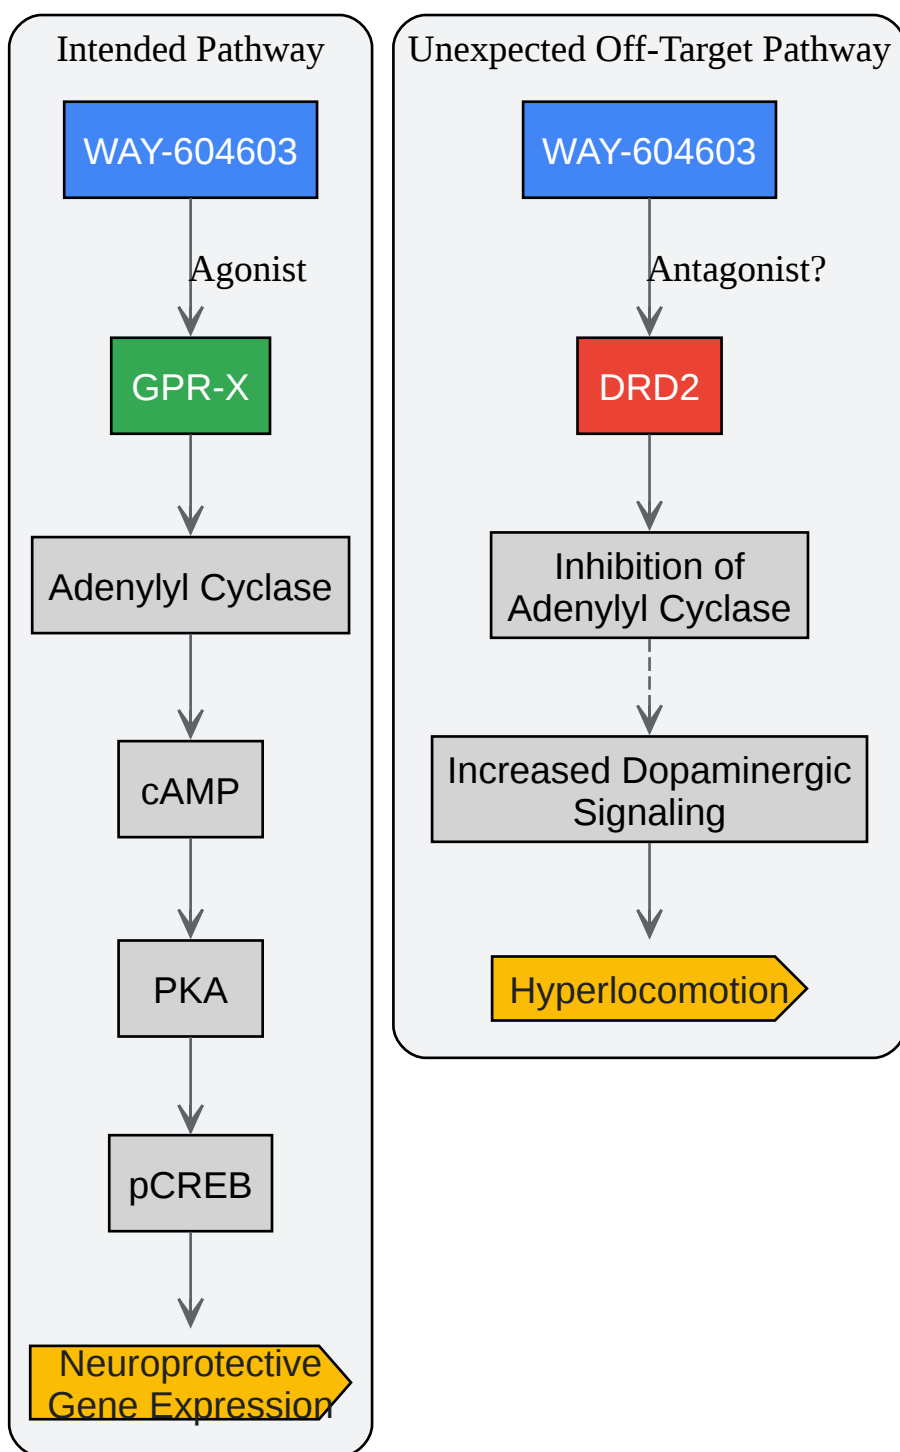 Intended Pathway
WAY-604603
Agonist
GPR-X
Adenylyl Cyclase
cAMP
PKA
pCREB
Neuroprotective
Gene Expression
Unexpected Off-Target Pathway
WAY-604603
Antagonist?
DRD2
Inhibition of
Adenylyl Cyclase
Increased Dopaminergic
Signaling
Hyperlocomotion